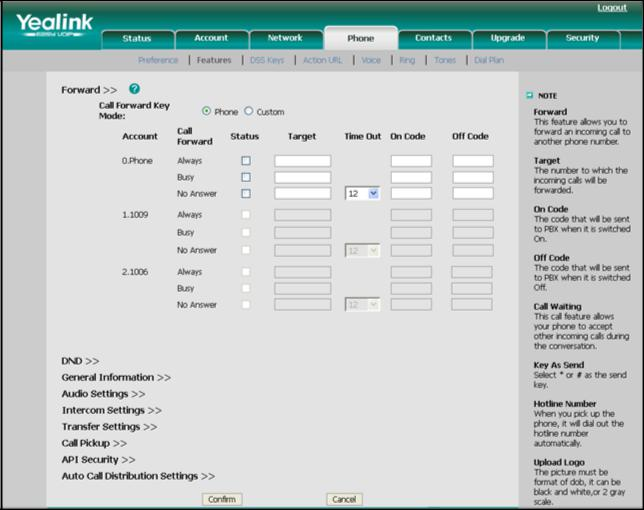 Logout
Yealink
EASY VOIP
Status Account Network Phone Contacts Upgrade Security
Preference | Features | DSS Keys | Action URL | Voice | Ring | Tones | Dial Plan
Forward >> ?
Call Forward Key Mode: Phone Custom
Account Call Forward Status Target Time Out On Code Off Code
0.Phone Always
Busy
No Answer 12
1.1009 Always
Busy
No Answer 12
2.1006 Always
Busy
No Answer 12
DND >>
General Information >>
Audio Settings >>
Intercom Settings >>
Transfer Settings >>
Call Pickup >>
API Security >>
Auto Call Distribution Settings >>
Confirm Cancel
NOTE
Forward
This feature allows you to
forward an incoming call to
another phone number.
Target
The number to which the
incoming calls will be
forwarded.
On Code
The code that will be sent
to PBX when it is switched
On.
Off Code
The code that will be sent
to PBX when it is switched
Off.
Call Waiting
This call feature allows
your phone to accept
other incoming calls during
the conversation.
Key As Send
Select * or # as the send
key.
Hotline Number
When you pick up the
phone, it will dial out the
hotline number
automatically.
Upload Logo
The picture must be
format of dob, it can be
black and white,or 2 gray
scale.